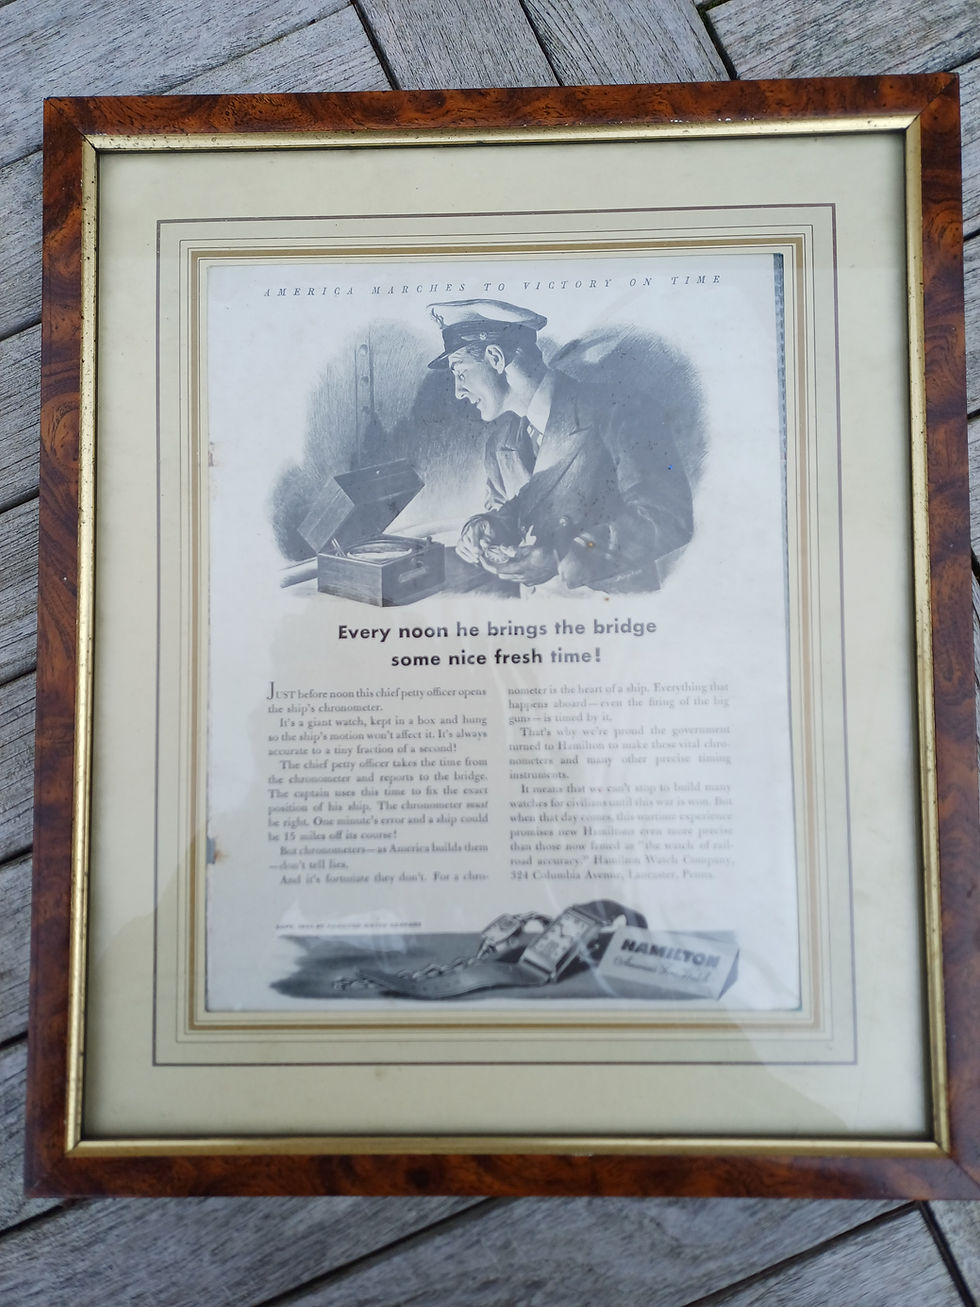 AMERICA MARCHES TO VICTORY ON TIME
Every noon he brings the bridge
some nice fresh time!
JUST before noon this chief petty officer opens
the ship's chronometer.
It's a giant watch, kept in a box and hung
so the ship's motion won't affect it. It's always
accurate to a tiny fraction of a second!
The chief petty officer takes the time from
the chronometer and reports to the bridge.
The captain uses this time to fix the exact
position of his ship. The chronometer must
be right. One minute's error and a ship could
be 15 miles off its course!
But chronometers—as America builds them
—don't tell lies.
And it's fortunate they don't. For a chro-
nometer is the heart of a ship. Everything that
happens aboard—even the firing of the big
guns—is timed by it.
That's why we're proud the government
turned to Hamilton to make these vital chro-
nometers and many other precise timing
instruments.
It means that we can't stop to build many
watches for civilians until this war is won. But
when that day comes, this wartime experience
promises new Hamiltons even more precise
than those now famed as "the watch of rail-
road accuracy." Hamilton Watch Company,
324 Columbia Avenue, Lancaster, Penna.
HAMILTON